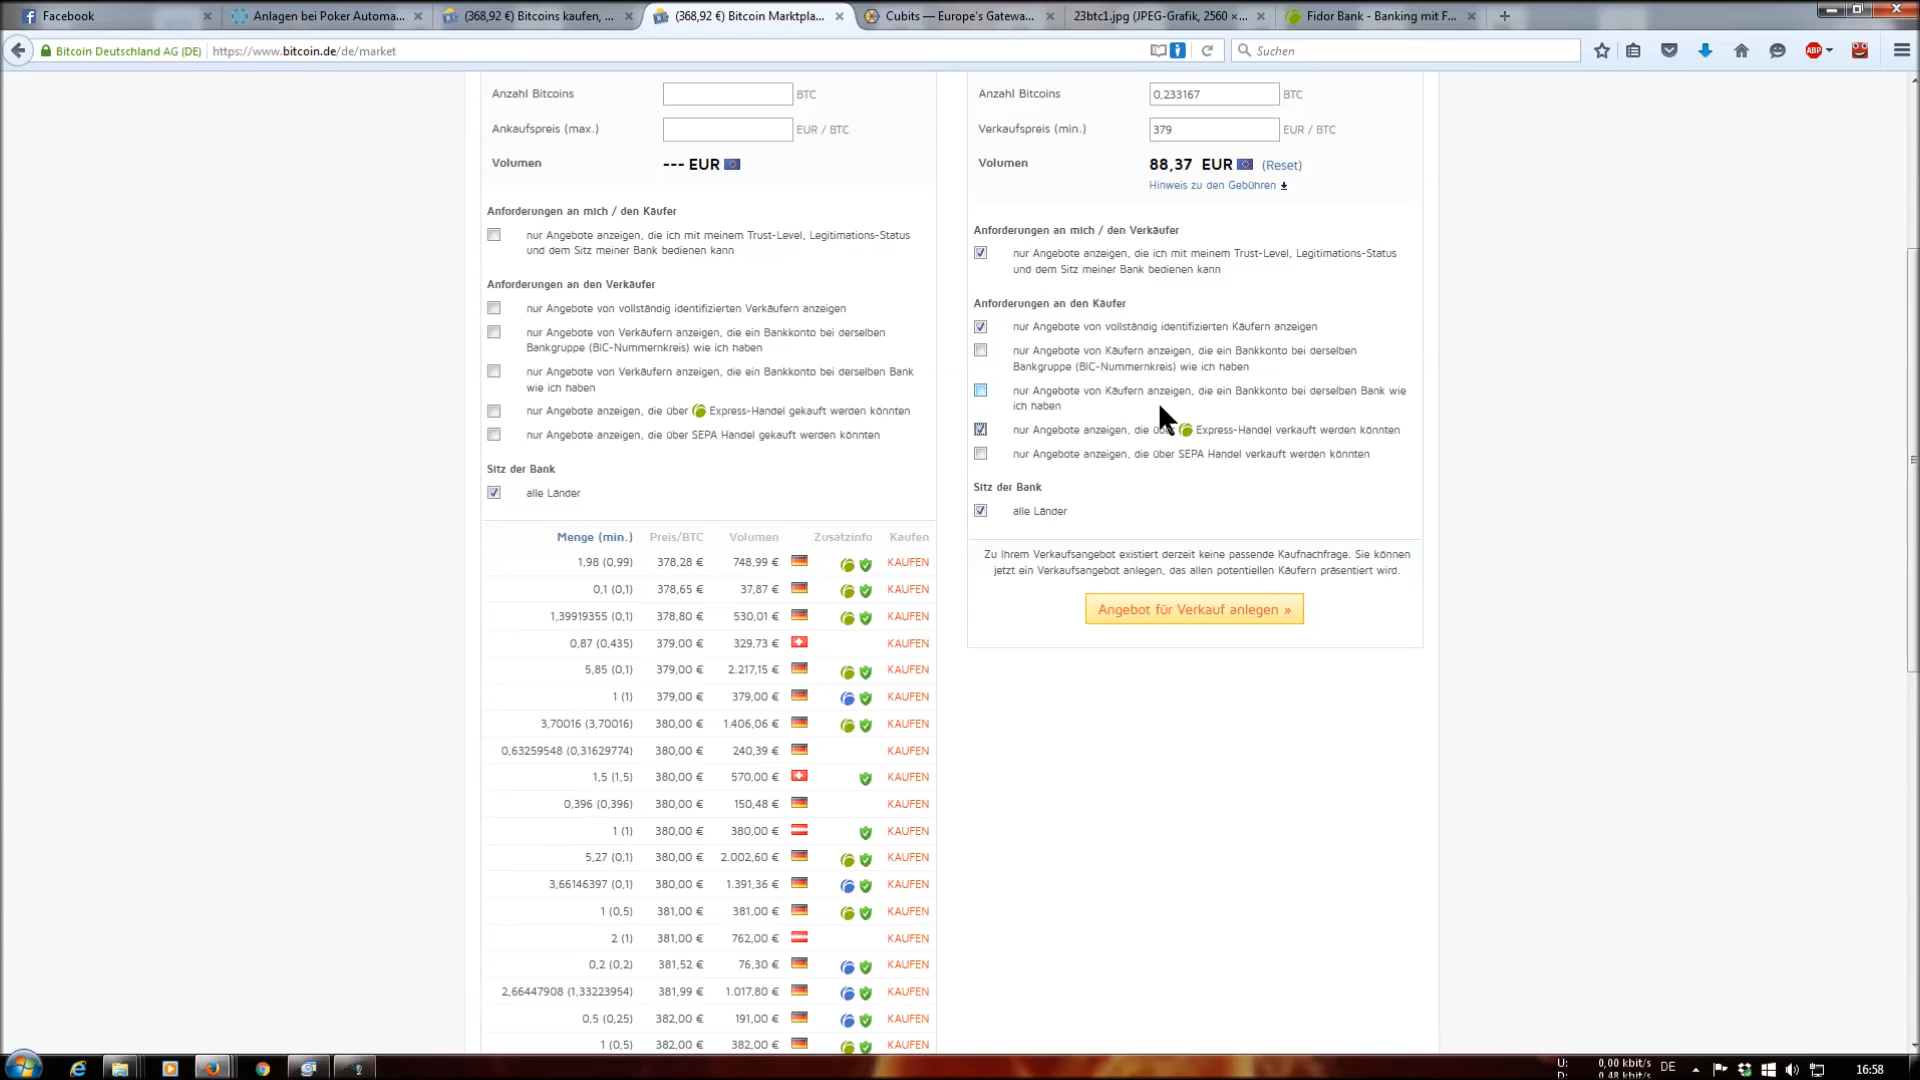 Facebook
Anlagen bei Poker Automa...
(368,92 €) Bitcoins kaufen, ...
(368,92 €) Bitcoin Marktpla...
Cubits — Europe's Gatewa...
23btc1.jpg (JPEG-Grafik, 2560 ×...
Fidor Bank - Banking mit F...
Bitcoin Deutschland AG (DE)
https://www.bitcoin.de/de/market
Suchen
ABP
Anzahl Bitcoins
BTC
Ankaufspreis (max.)
EUR / BTC
Volumen
--- EUR
Anforderungen an mich / den Käufer
nur Angebote anzeigen, die ich mit meinem Trust-Level, Legitimations-Status
und dem Sitz meiner Bank bedienen kann
Anforderungen an den Verkäufer
nur Angebote von vollständig identifizierten Verkäufern anzeigen
nur Angebote von Verkäufern anzeigen, die ein Bankkonto bei derselben
Bankgruppe (BIC-Nummernkreis) wie ich haben
nur Angebote von Verkäufern anzeigen, die ein Bankkonto bei derselben Bank
wie ich haben
nur Angebote anzeigen, die über Express-Handel gekauft werden könnten
nur Angebote anzeigen, die über SEPA Handel gekauft werden könnten
Sitz der Bank
alle Länder
Menge (min.) Preis/BTC Volumen Zusatzinfo Kaufen
1,98 (0,99) 378,28 € 748,99 € KAUFEN
0,1 (0,1) 378,65 € 37,87 € KAUFEN
1,39919355 (0,1) 378,80 € 530,01 € KAUFEN
0,87 (0,435) 379,00 € 329,73 € KAUFEN
5,85 (0,1) 379,00 € 2.217,15 € KAUFEN
1 (1) 379,00 € 379,00 € KAUFEN
3,70016 (3,70016) 380,00 € 1.406,06 € KAUFEN
0,63259548 (0,31629774) 380,00 € 240,39 € KAUFEN
1,5 (1,5) 380,00 € 570,00 € KAUFEN
0,396 (0,396) 380,00 € 150,48 € KAUFEN
1 (1) 380,00 € 380,00 € KAUFEN
5,27 (0,1) 380,00 € 2.002,60 € KAUFEN
3,66146397 (0,1) 380,00 € 1.391,36 € KAUFEN
1 (0,5) 381,00 € 381,00 € KAUFEN
2 (1) 381,00 € 762,00 € KAUFEN
0,2 (0,2) 381,52 € 76,30 € KAUFEN
2,66447908 (1,33223954) 381,99 € 1.017,80 € KAUFEN
0,5 (0,25) 382,00 € 191,00 € KAUFEN
1 (0,5) 382,00 € 382,00 € KAUFEN
Anzahl Bitcoins
0,233167 BTC
Verkaufspreis (min.)
379 EUR / BTC
Volumen
88,37 EUR (Reset)
Hinweis zu den Gebühren
Anforderungen an mich / den Verkäufer
nur Angebote anzeigen, die ich mit meinem Trust-Level, Legitimations-Status
und dem Sitz meiner Bank bedienen kann
Anforderungen an den Käufer
nur Angebote von vollständig identifizierten Käufern anzeigen
nur Angebote von Käufern anzeigen, die ein Bankkonto bei derselben
Bankgruppe (BIC-Nummernkreis) wie ich haben
nur Angebote von Käufern anzeigen, die ein Bankkonto bei derselben Bank wie
ich haben
nur Angebote anzeigen, die Express-Handel verkauft werden könnten
nur Angebote anzeigen, die über SEPA Handel verkauft werden könnten
Sitz der Bank
alle Länder
Zu Ihrem Verkaufsangebot existiert derzeit keine passende Kaufnachfrage. Sie können
jetzt ein Verkaufsangebot anlegen, das allen potentiellen Käufern präsentiert wird.
Angebot für Verkauf anlegen »
U: 0,00 kbit/s
D: 0,48 kbit/s
DE
16:58